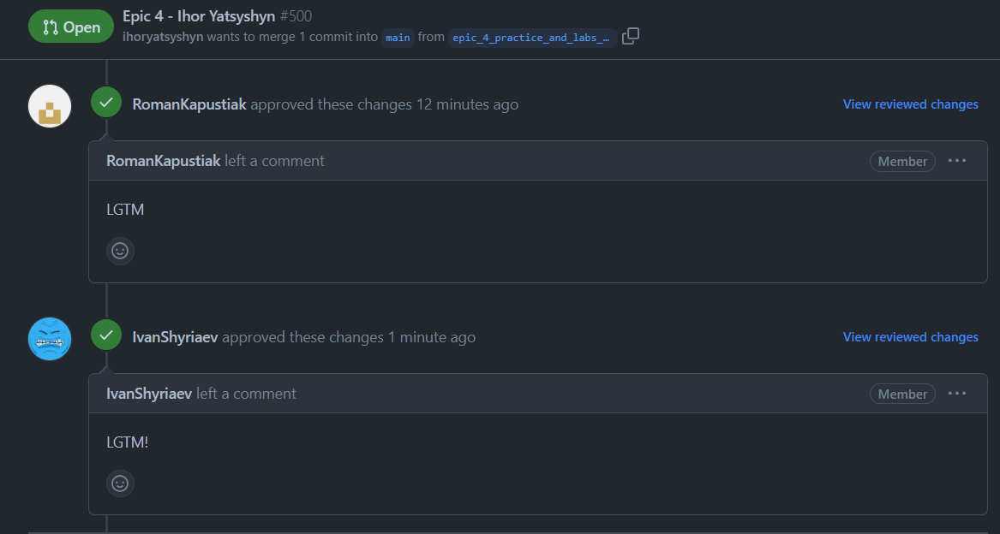 Open
Epic 4 - Ihor Yatsyshyn #500
ihoryatsyshyn wants to merge 1 commit into main from epic_4_practice_and_labs_…
RomanKapustiak approved these changes 12 minutes ago
View reviewed changes
RomanKapustiak left a comment
Member
LGTM
IvanShyriaev approved these changes 1 minute ago
View reviewed changes
IvanShyriaev left a comment
Member
LGTM!